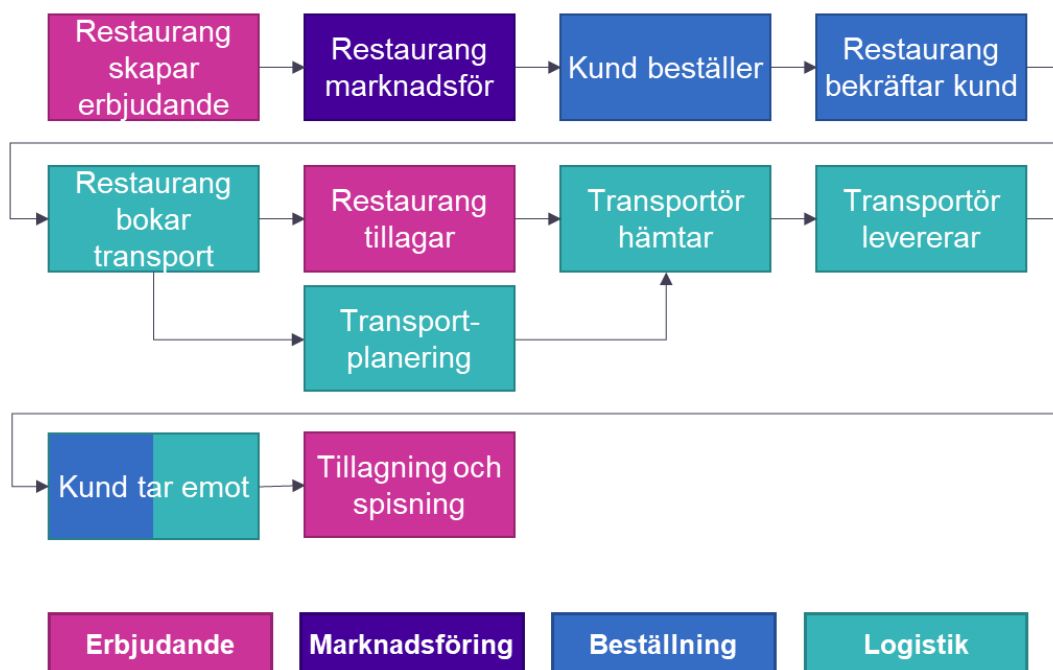 Restaurang
skapar
erbjudande
Restaurang
marknadsför
Kund beställer
Restaurang
bekräftar kund
Restaurang
bokar
transport
Restaurang
tillagar
Transportör
hämtar
Transportör
levererar
Transport-
planering
Kund tar emot
Tillagning och
spisning
Erbjudande
Marknadsföring
Beställning
Logistik